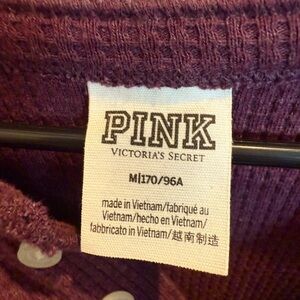 PINK
VICTORIA'S SECRET
M|170/96A
made in Vietnam/fabriqué au
Vietnam/hecho en Vietnam/
fabbricato in Vietnam/越南制造